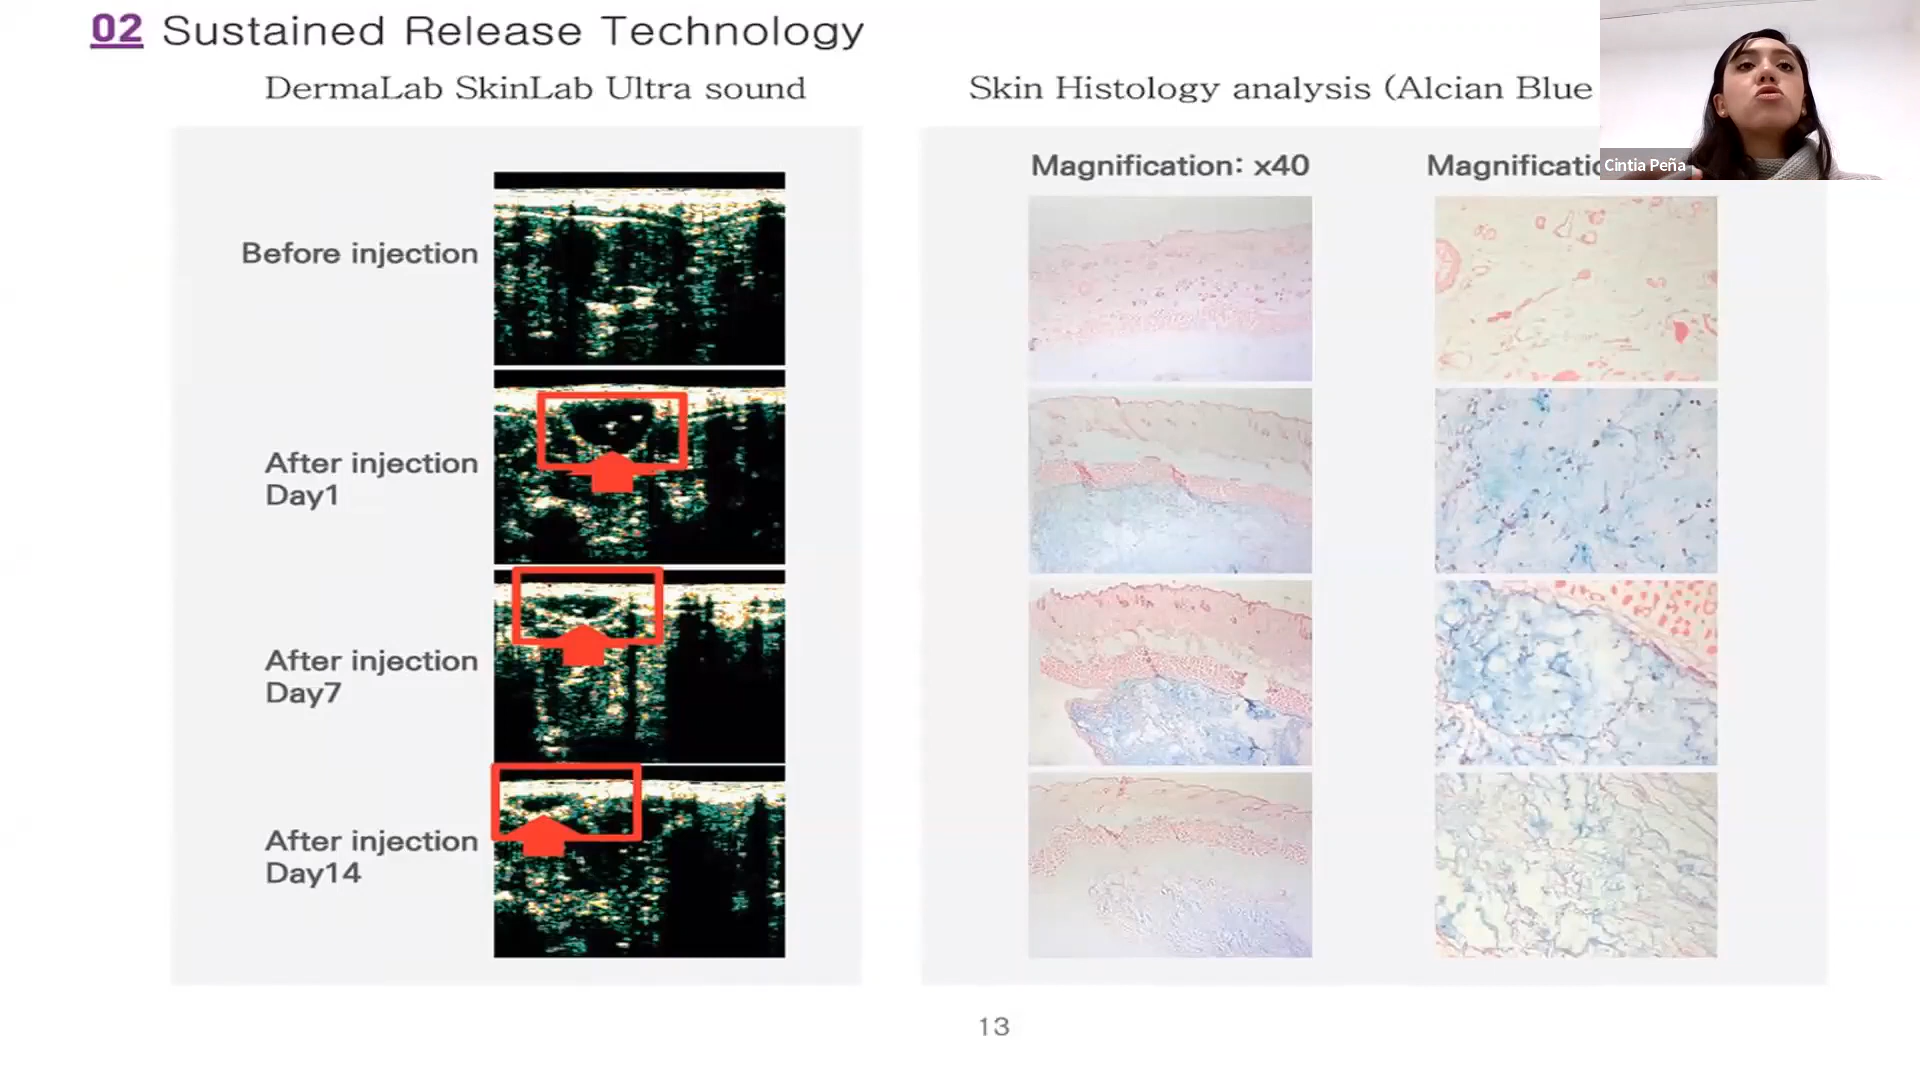 02 Sustained Release Technology
DermaLab SkinLab Ultra sound
Skin Histology analysis (Alcian Blue
Cintia Peña
Magnification: x40
Before injection
After injection
Day1
After injection
Day7
After injection
Day14
13